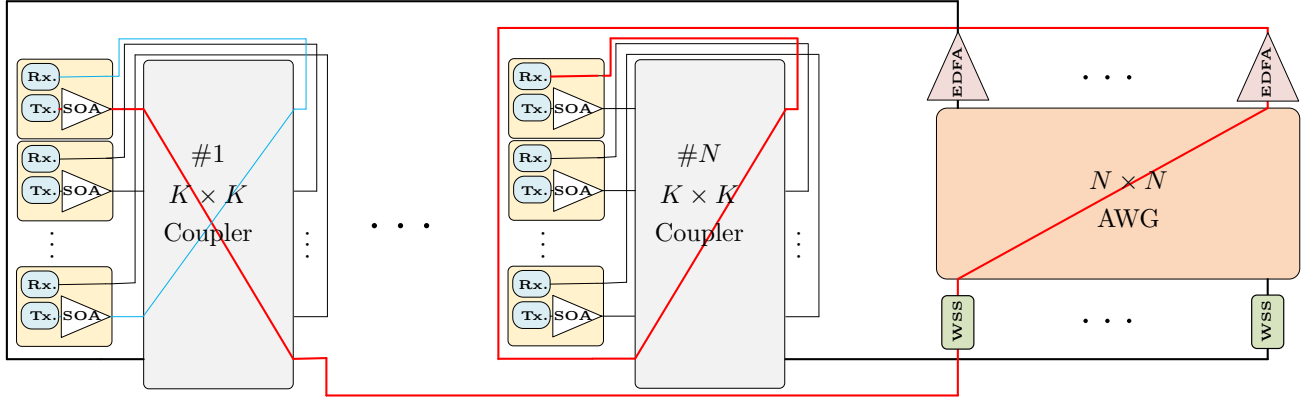 Rx.
Tx. SOA
Rx.
Tx. SOA
Rx.
Tx. SOA
#1
K × K
Coupler
Rx.
Tx. SOA
Rx.
Tx. SOA
Rx.
Tx. SOA
#N
K × K
Coupler
EDFA
EDFA
N × N
AWG
WSS
WSS